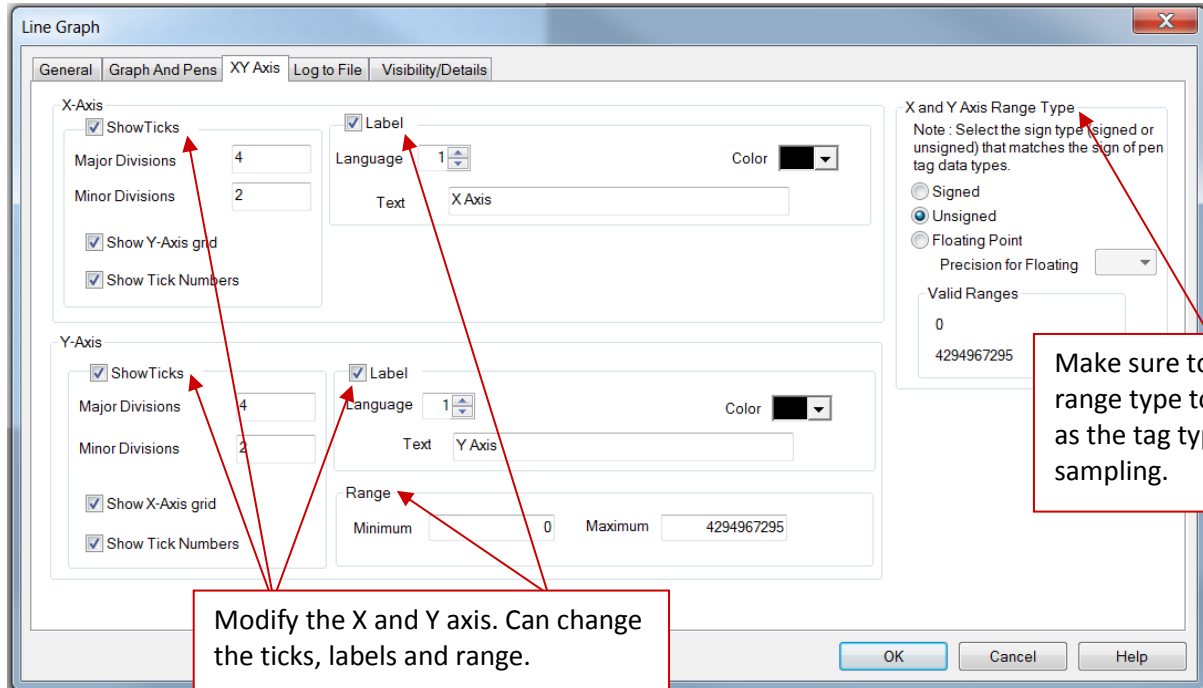 Line Graph
General Graph And Pens XY Axis Log to File Visibility/Details
X-Axis
ShowTicks
Major Divisions 4
Minor Divisions 2
Show Y-Axis grid
Show Tick Numbers
Label
Language 1 Color
Text X Axis
Y-Axis
ShowTicks
Major Divisions 4
Minor Divisions 2
Show X-Axis grid
Show Tick Numbers
Label
Language 1 Color
Text Y Axis
Range
Minimum 0 Maximum 4294967295
X and Y Axis Range Type
Note : Select the sign type (signed or
unsigned) that matches the sign of pen
tag data types.
Signed
Unsigned
Floating Point
Precision for Floating
Valid Ranges
0
4294967295
Make sure to
range type
as the tag
sampling.
Modify the X and Y axis. Can change
the ticks, labels and range.
OK Cancel Help